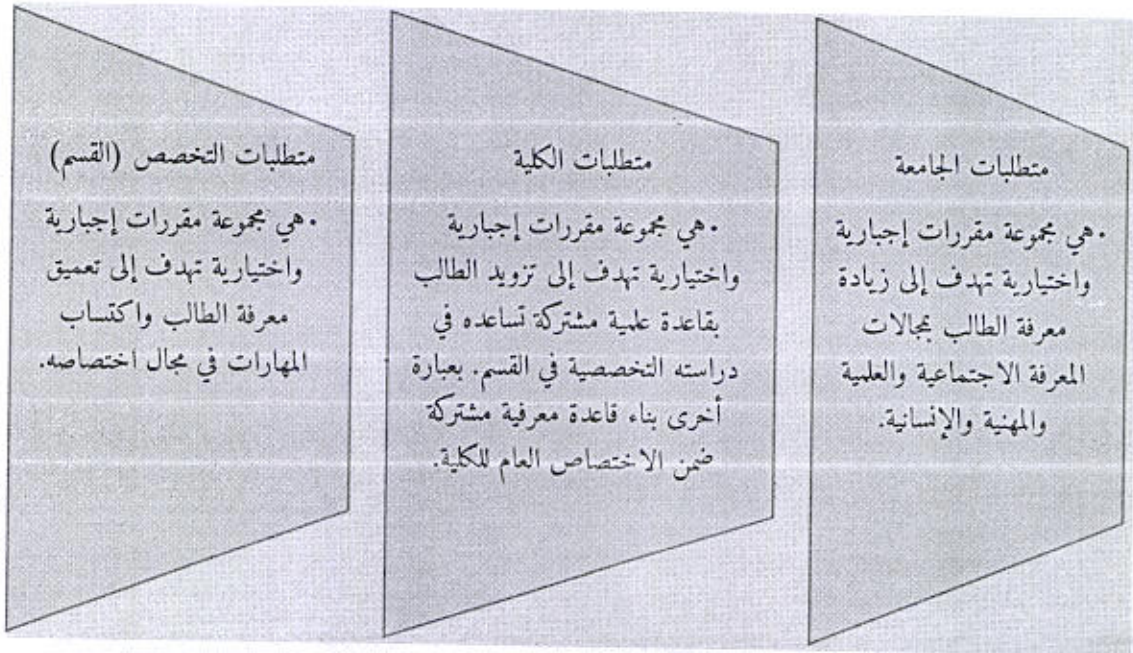 متطلبات الجامعة
• هي مجموعة مقررات إجبارية
واختيارية تهدف إلى زيادة
معرفة الطالب بمجالات
المعرفة الاجتماعية والعلمية
والمهنية والإنسانية.
متطلبات الكلية
• هي مجموعة مقررات إجبارية
واختيارية تهدف إلى تزويد الطالب
بقاعدة علمية مشتركة تساعده في
دراسته التخصصية في القسم. بعبارة
أخرى بناء قاعدة معرفية مشتركة
ضمن الاختصاص العام للكلية.
متطلبات التخصص (القسم)
• هي مجموعة مقررات إجبارية
واختيارية تهدف إلى تعميق
معرفة الطالب واكتساب
المهارات في مجال اختصاصه.